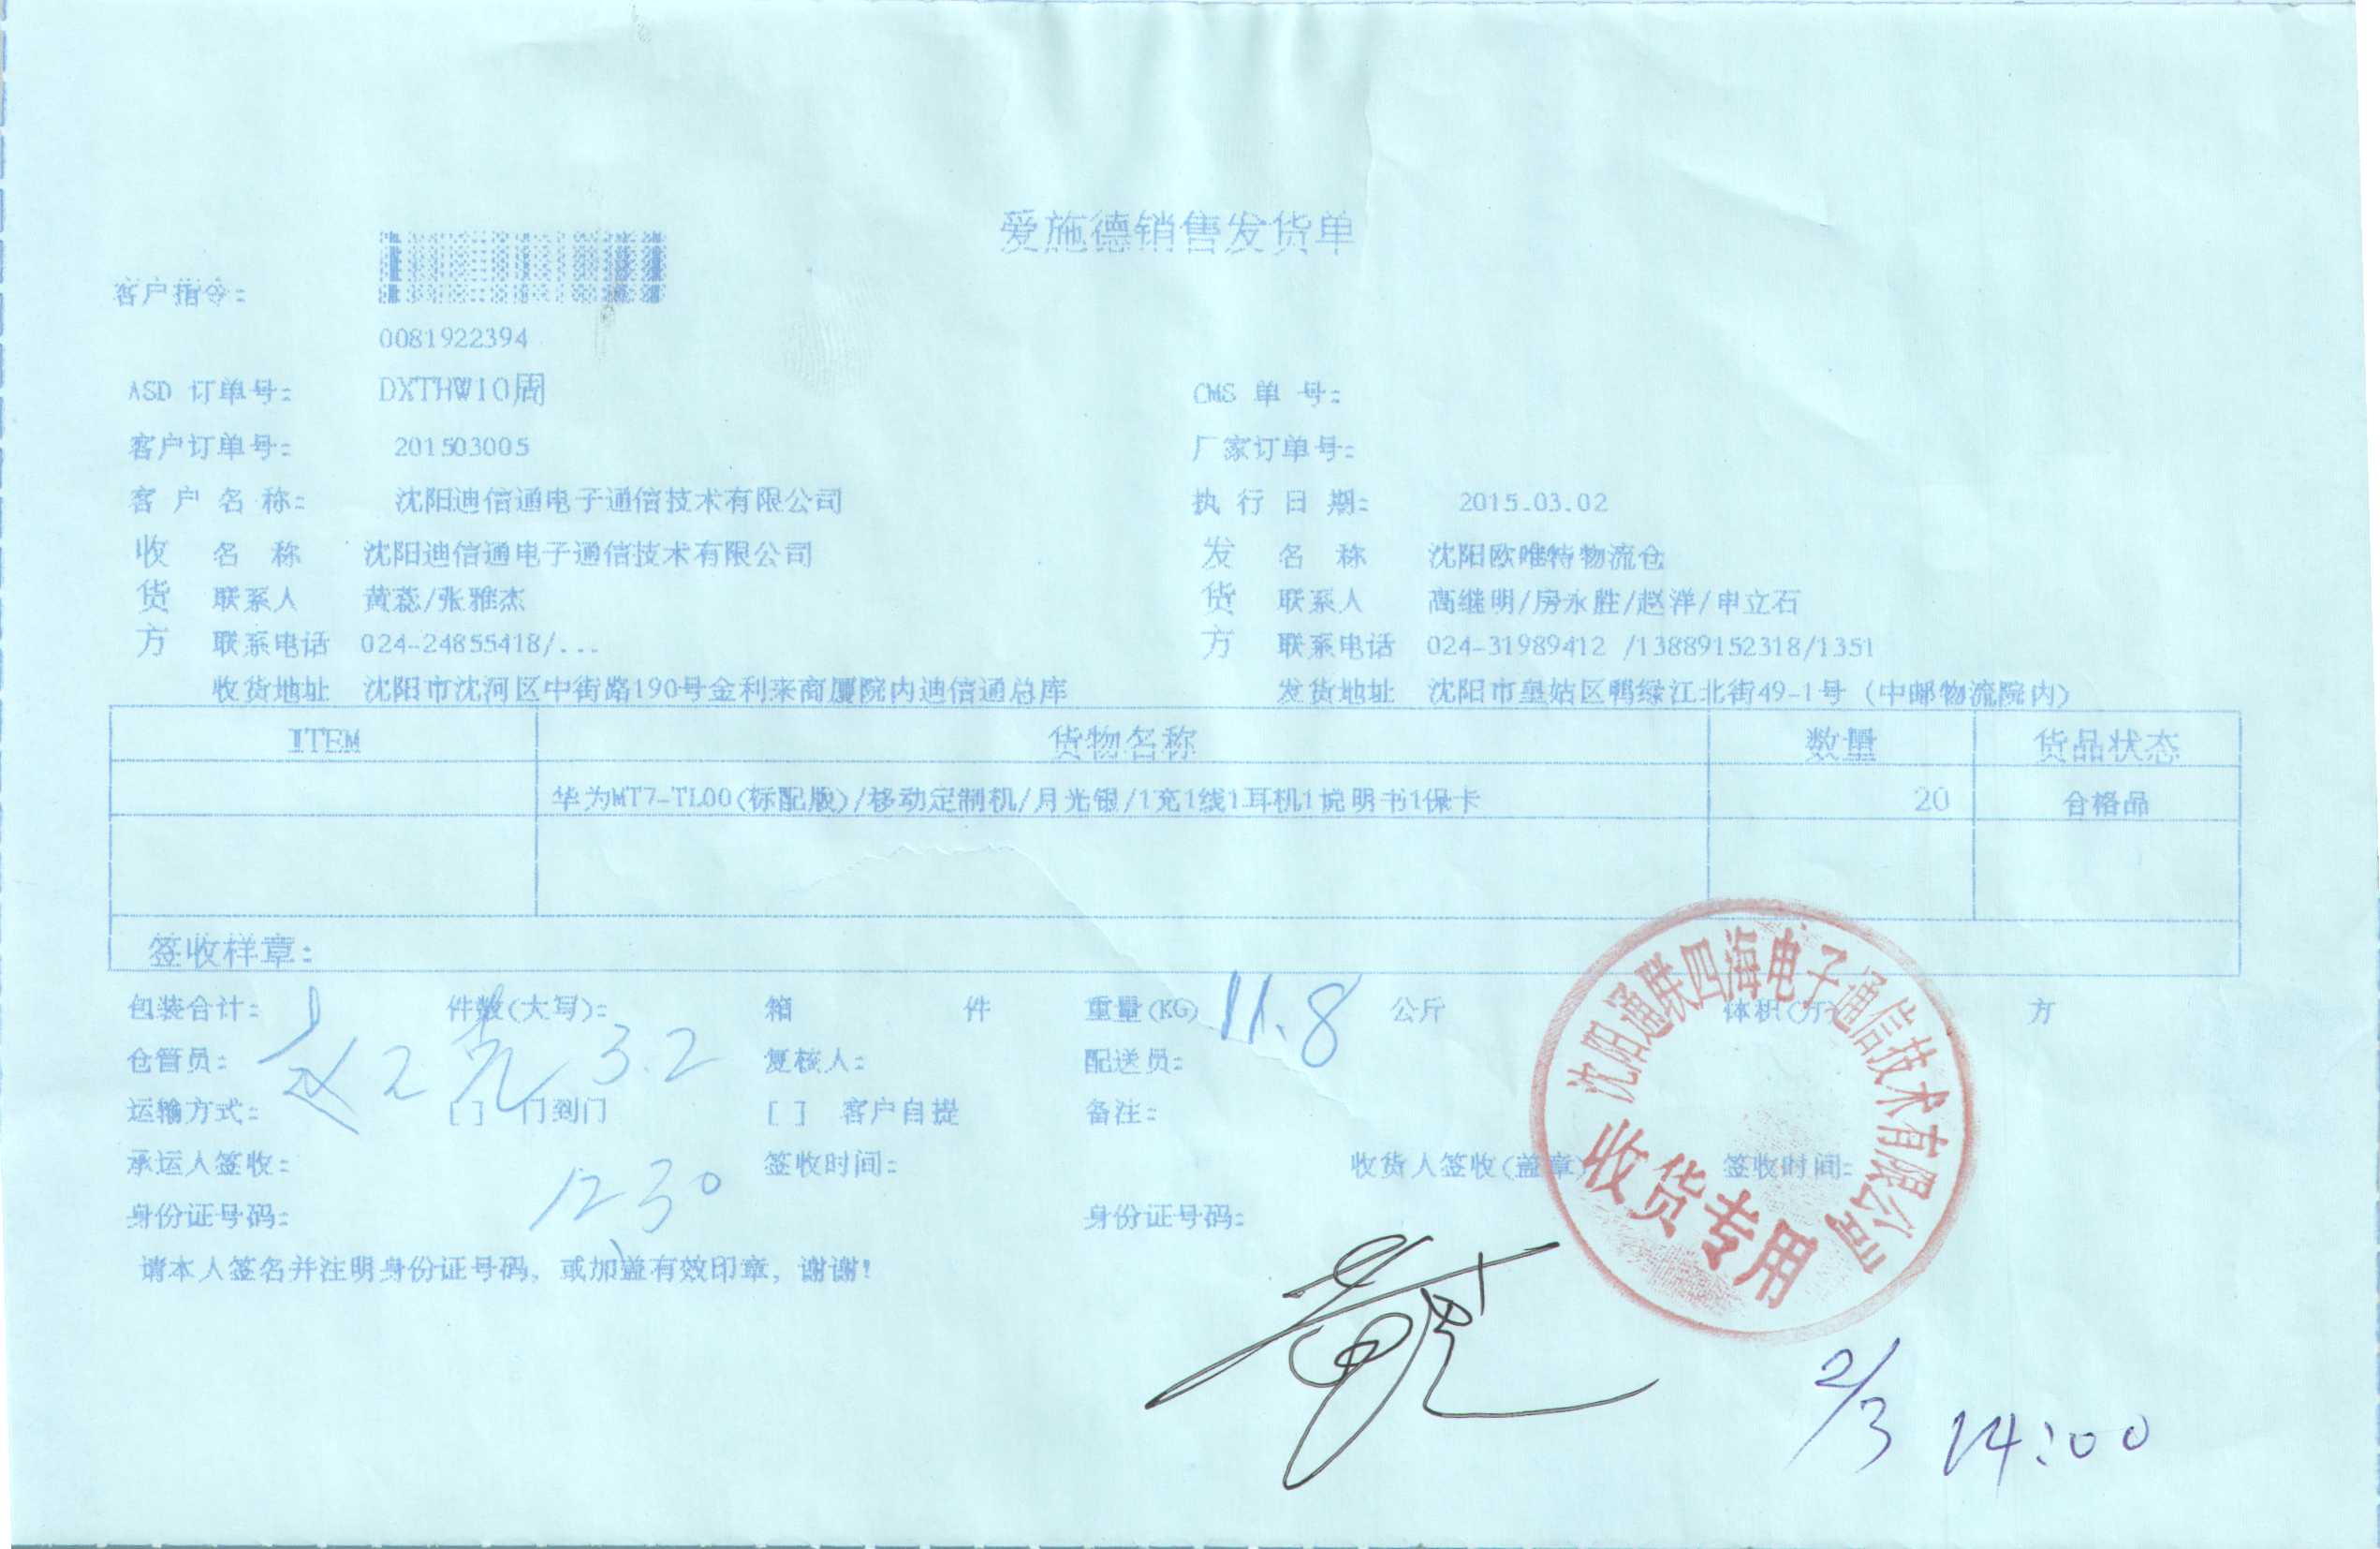 爱施德销售发货单
客户指令:
0081922394
ASD 订单号: DXTHW10周 CMS 单 号:
客户订单号: 201503005 厂家订单号:
客 户 名 称: 沈阳迪信通电子通信技术有限公司 执 行 日 期: 2015.03.02
收 名 称 沈阳迪信通电子通信技术有限公司 发 名 称 沈阳欧唯特物流仓
货 联系人 黄蕊/张雅杰 货 联系人 高继明/房永胜/赵洋/申立石
方 联系电话 024-24855418/... 方 联系电话 024-31989412 /13889152318/1351
收货地址 沈阳市沈河区中街路190号金利来商厦院内迪信通总库 发货地址 沈阳市皇姑区鸭绿江北街49-1号 (中邮物流院内)
ITEM 货物名称 数量 货品状态
华为MT7-TL00(标配版)/移动定制机/月光银/1充1线1耳机1说明书1保卡 20 合格品
签收样章:
包装合计: 件数(大写): 箱 件 重量(KG) 11.8 公斤 体积(方) 方
仓管员: 3.2 复核人: 配送员:
运输方式: [ ] 门到门 [ ] 客户自提 备注:
承运人签收: 签收时间: 收货人签收(盖章) 签收时间:
1230
身份证号码: 身份证号码:
请本人签名并注明身份证号码, 或加盖有效印章, 谢谢!
沈阳通联四海电子通信技术有限公司
收货专用
2/3 14:00